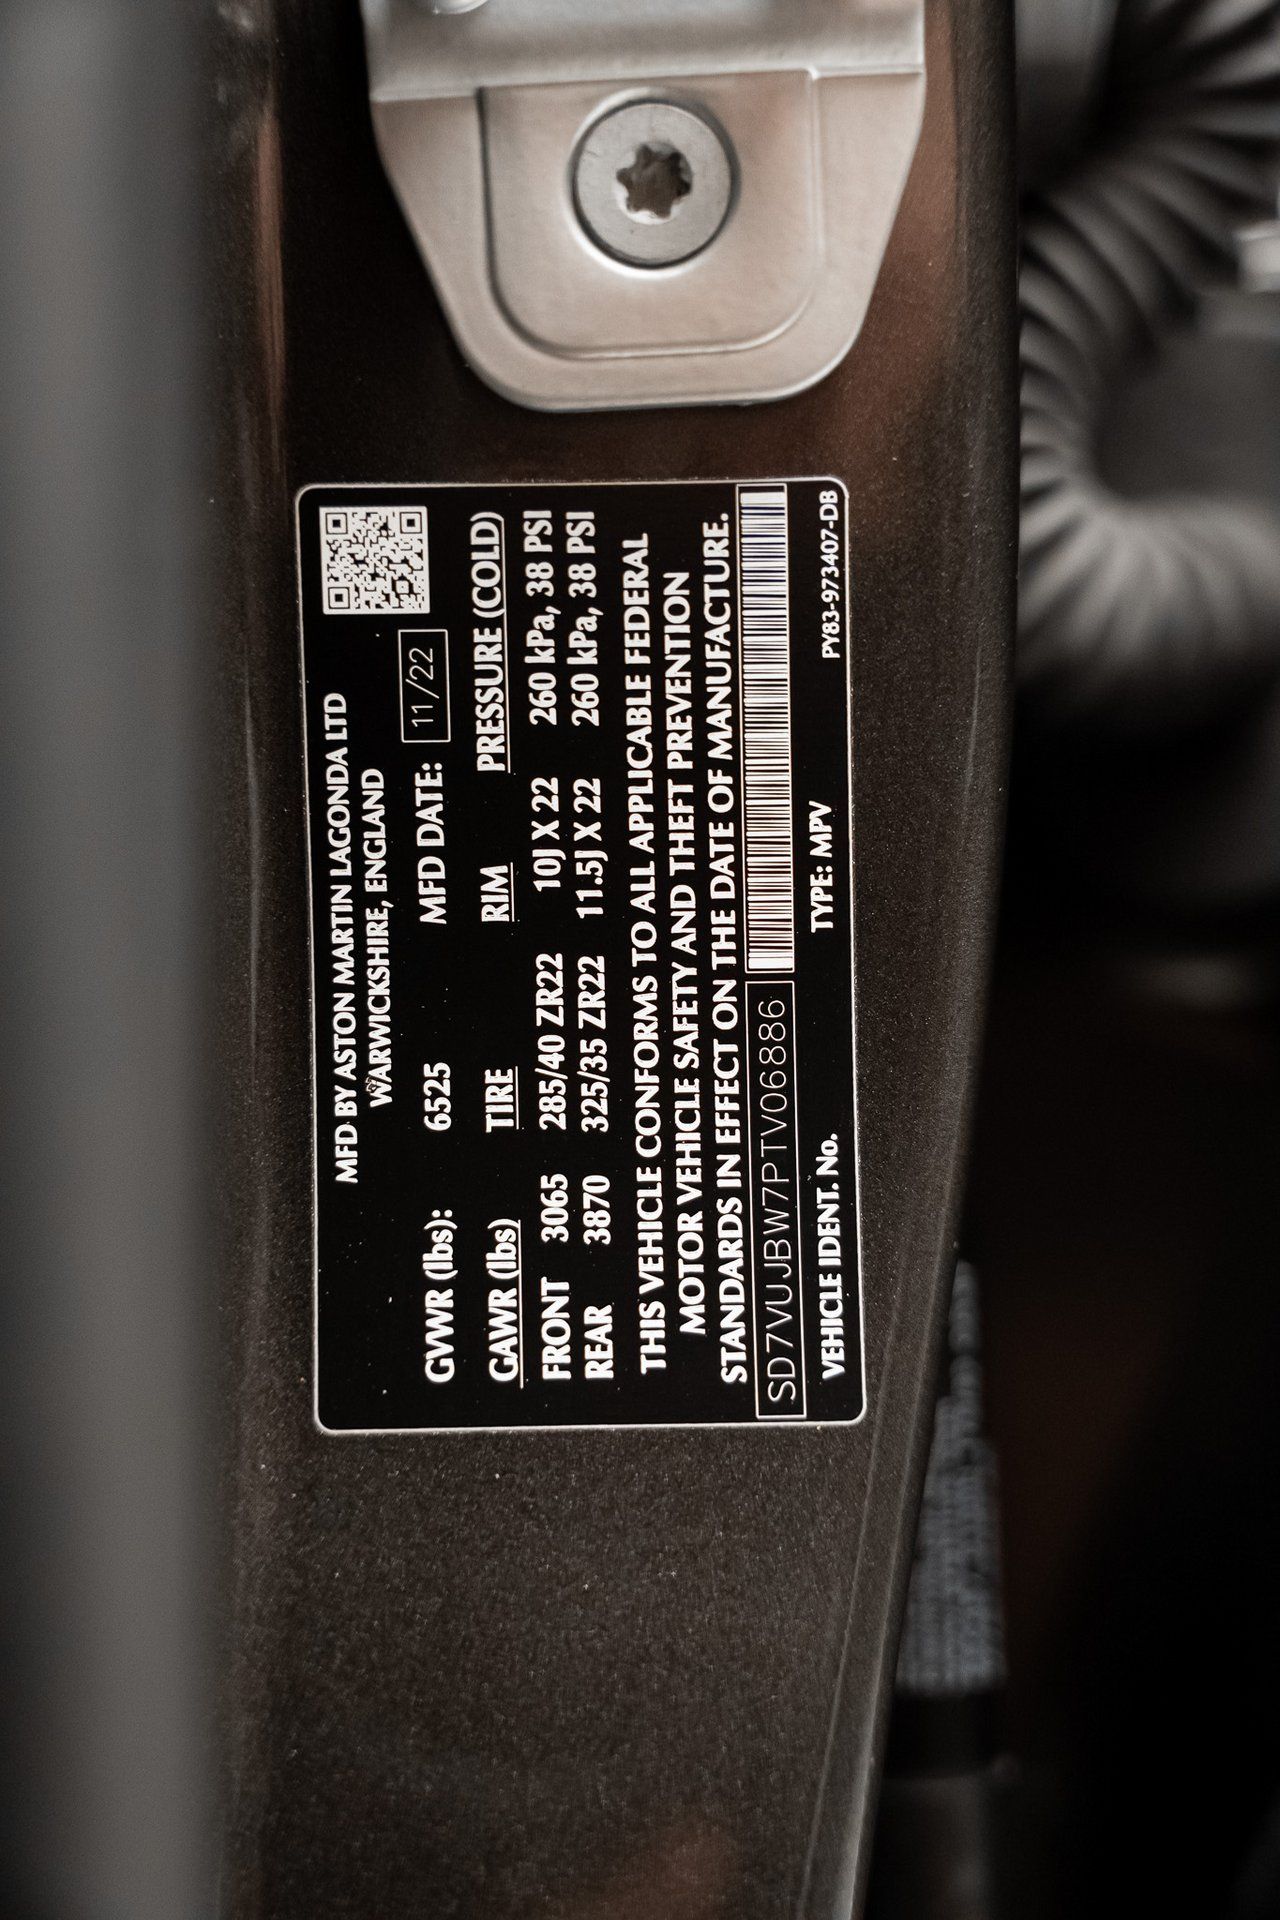 MFD BY ASTON MARTIN LAGONDA LTD
WARWICKSHIRE, ENGLAND
GVWR (lbs): 6525 MFD DATE: 11/22
GAWR (lbs) TIRE RIM PRESSURE (COLD)
FRONT 3065 285/40 ZR22 10J X 22 260 kPa, 38 PSI
REAR 3870 325/35 ZR22 11.5J X 22 260 kPa, 38 PSI
THIS VEHICLE CONFORMS TO ALL APPLICABLE FEDERAL
MOTOR VEHICLE SAFETY AND THEFT PREVENTION
STANDARDS IN EFFECT ON THE DATE OF MANUFACTURE.
SD7VUJBW7PTV06886
VEHICLE IDENT. No. TYPE: MPV PY83-973407-DB